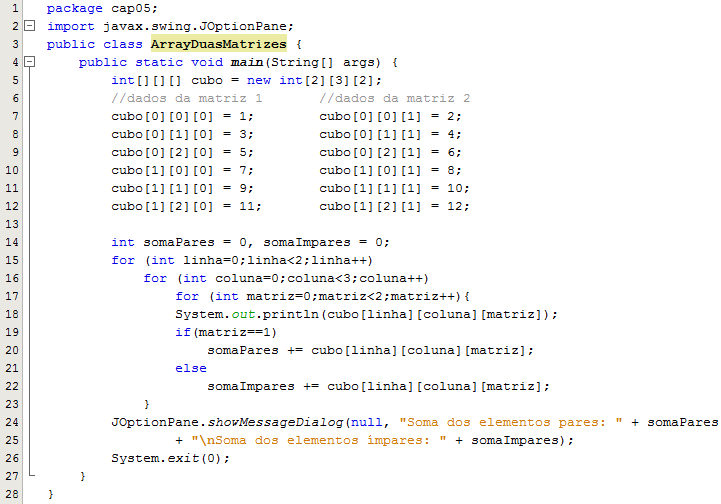 1 package cap05;
2 import javax.swing.JOptionPane;
3 public class ArrayDuasMatrizes {
4     public static void main(String[] args) {
5         int[][][] cubo = new int[2][3][2];
6         //dados da matriz 1       //dados da matriz 2
7         cubo[0][0][0] = 1;        cubo[0][0][1] = 2;
8         cubo[0][1][0] = 3;        cubo[0][1][1] = 4;
9         cubo[0][2][0] = 5;        cubo[0][2][1] = 6;
10         cubo[1][0][0] = 7;        cubo[1][0][1] = 8;
11         cubo[1][1][0] = 9;        cubo[1][1][1] = 10;
12         cubo[1][2][0] = 11;       cubo[1][2][1] = 12;
13
14         int somaPares = 0, somaImpares = 0;
15         for (int linha=0;linha<2;linha++)
16             for (int coluna=0;coluna<3;coluna++)
17                 for (int matriz=0;matriz<2;matriz++){
18                 System.out.println(cubo[linha][coluna][matriz]);
19                 if(matriz==1)
20                     somaPares += cubo[linha][coluna][matriz];
21                 else
22                     somaImpares += cubo[linha][coluna][matriz];
23             }
24         JOptionPane.showMessageDialog(null, "Soma dos elementos pares: " + somaPares
25                 + "\nSoma dos elementos ímpares: " + somaImpares);
26         System.exit(0);
27     }
28 }